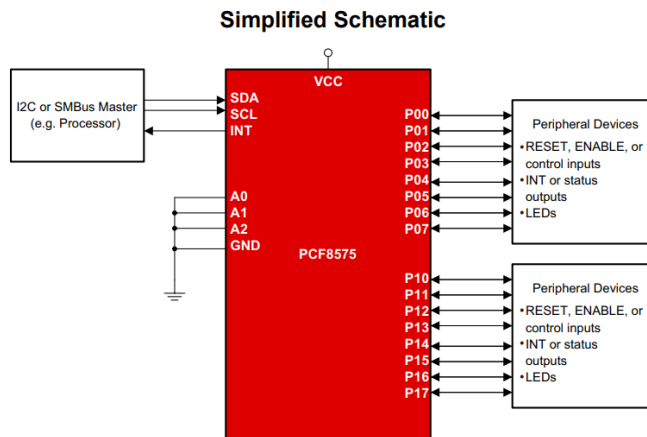 Simplified Schematic
VCC
I2C or SMBus Master
(e.g. Processor)
SDA
SCL
INT
A0
A1
A2
GND
PCF8575
P00
P01
P02
P03
P04
P05
P06
P07
Peripheral Devices
•RESET, ENABLE, or
control inputs
•INT or status
outputs
•LEDs
P10
P11
P12
P13
P14
P15
P16
P17
Peripheral Devices
•RESET, ENABLE, or
control inputs
•INT or status
outputs
•LEDs